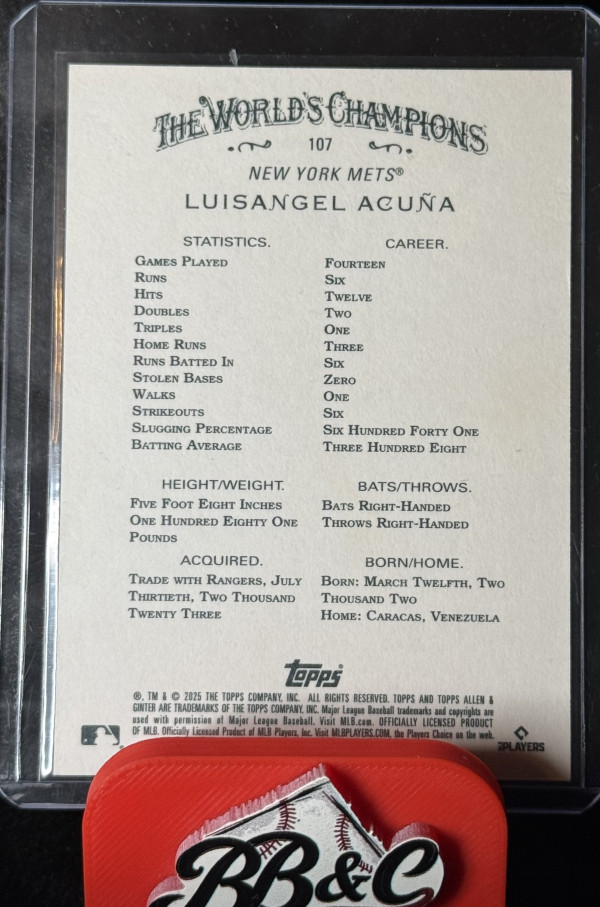 THE WORLD'S CHAMPIONS
107
NEW YORK METS®
LUISANGEL ACUÑA
STATISTICS. CAREER.
GAMES PLAYED FOURTEEN
RUNS SIX
HITS TWELVE
DOUBLES TWO
TRIPLES ONE
HOME RUNS THREE
RUNS BATTED IN SIX
STOLEN BASES ZERO
WALKS ONE
STRIKEOUTS SIX
SLUGGING PERCENTAGE SIX HUNDRED FORTY ONE
BATTING AVERAGE THREE HUNDRED EIGHT
HEIGHT/WEIGHT. BATS/THROWS.
FIVE FOOT EIGHT INCHES BATS RIGHT-HANDED
ONE HUNDRED EIGHTY ONE THROWS RIGHT-HANDED
POUNDS
ACQUIRED. BORN/HOME.
TRADE WITH RANGERS, JULY BORN: MARCH TWELFTH, TWO
THIRTIETH, TWO THOUSAND THOUSAND TWO
TWENTY THREE HOME: CARACAS, VENEZUELA
topps
®, TM & © 2025 THE TOPPS COMPANY, INC. ALL RIGHTS RESERVED. TOPPS AND TOPPS ALLEN &
GINTER ARE TRADEMARKS OF THE TOPPS COMPANY, INC. Major League Baseball trademarks and copyrights are
used with permission of Major League Baseball. Visit MLB.com. OFFICIALLY LICENSED PRODUCT
OF MLB. Officially Licensed Product of MLB Players, Inc. Visit MLBPLAYERS.COM, the Players Choice on the web.
PLAYERS
BB&C